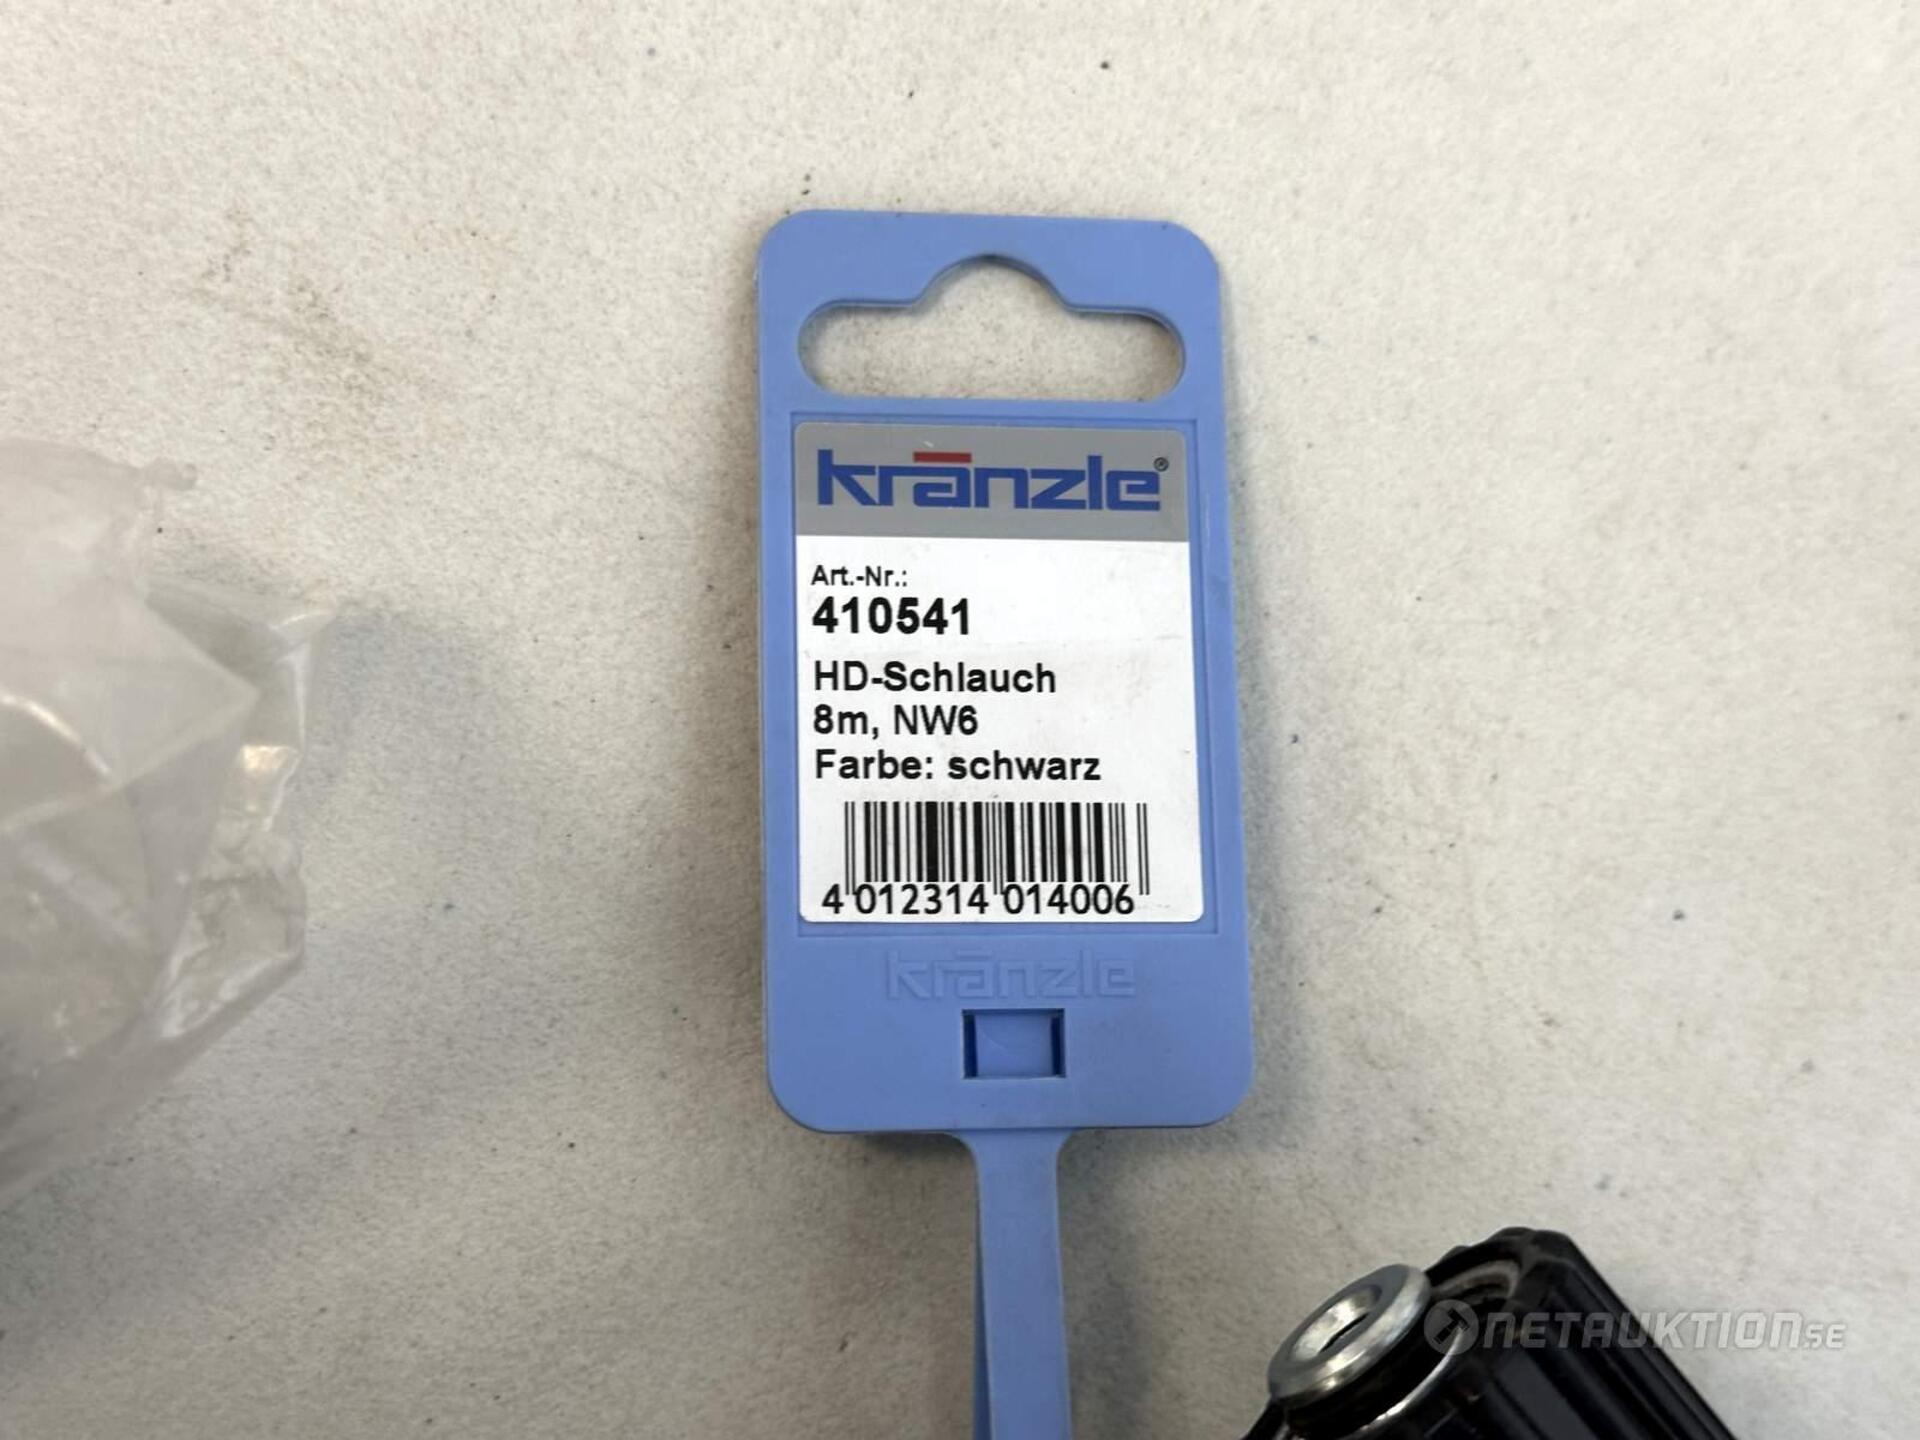 kränzle®
Art.-Nr.:
410541
HD-Schlauch
8m, NW6
Farbe: schwarz
4 012314 014006
kränzle
NETAUKTION.SE